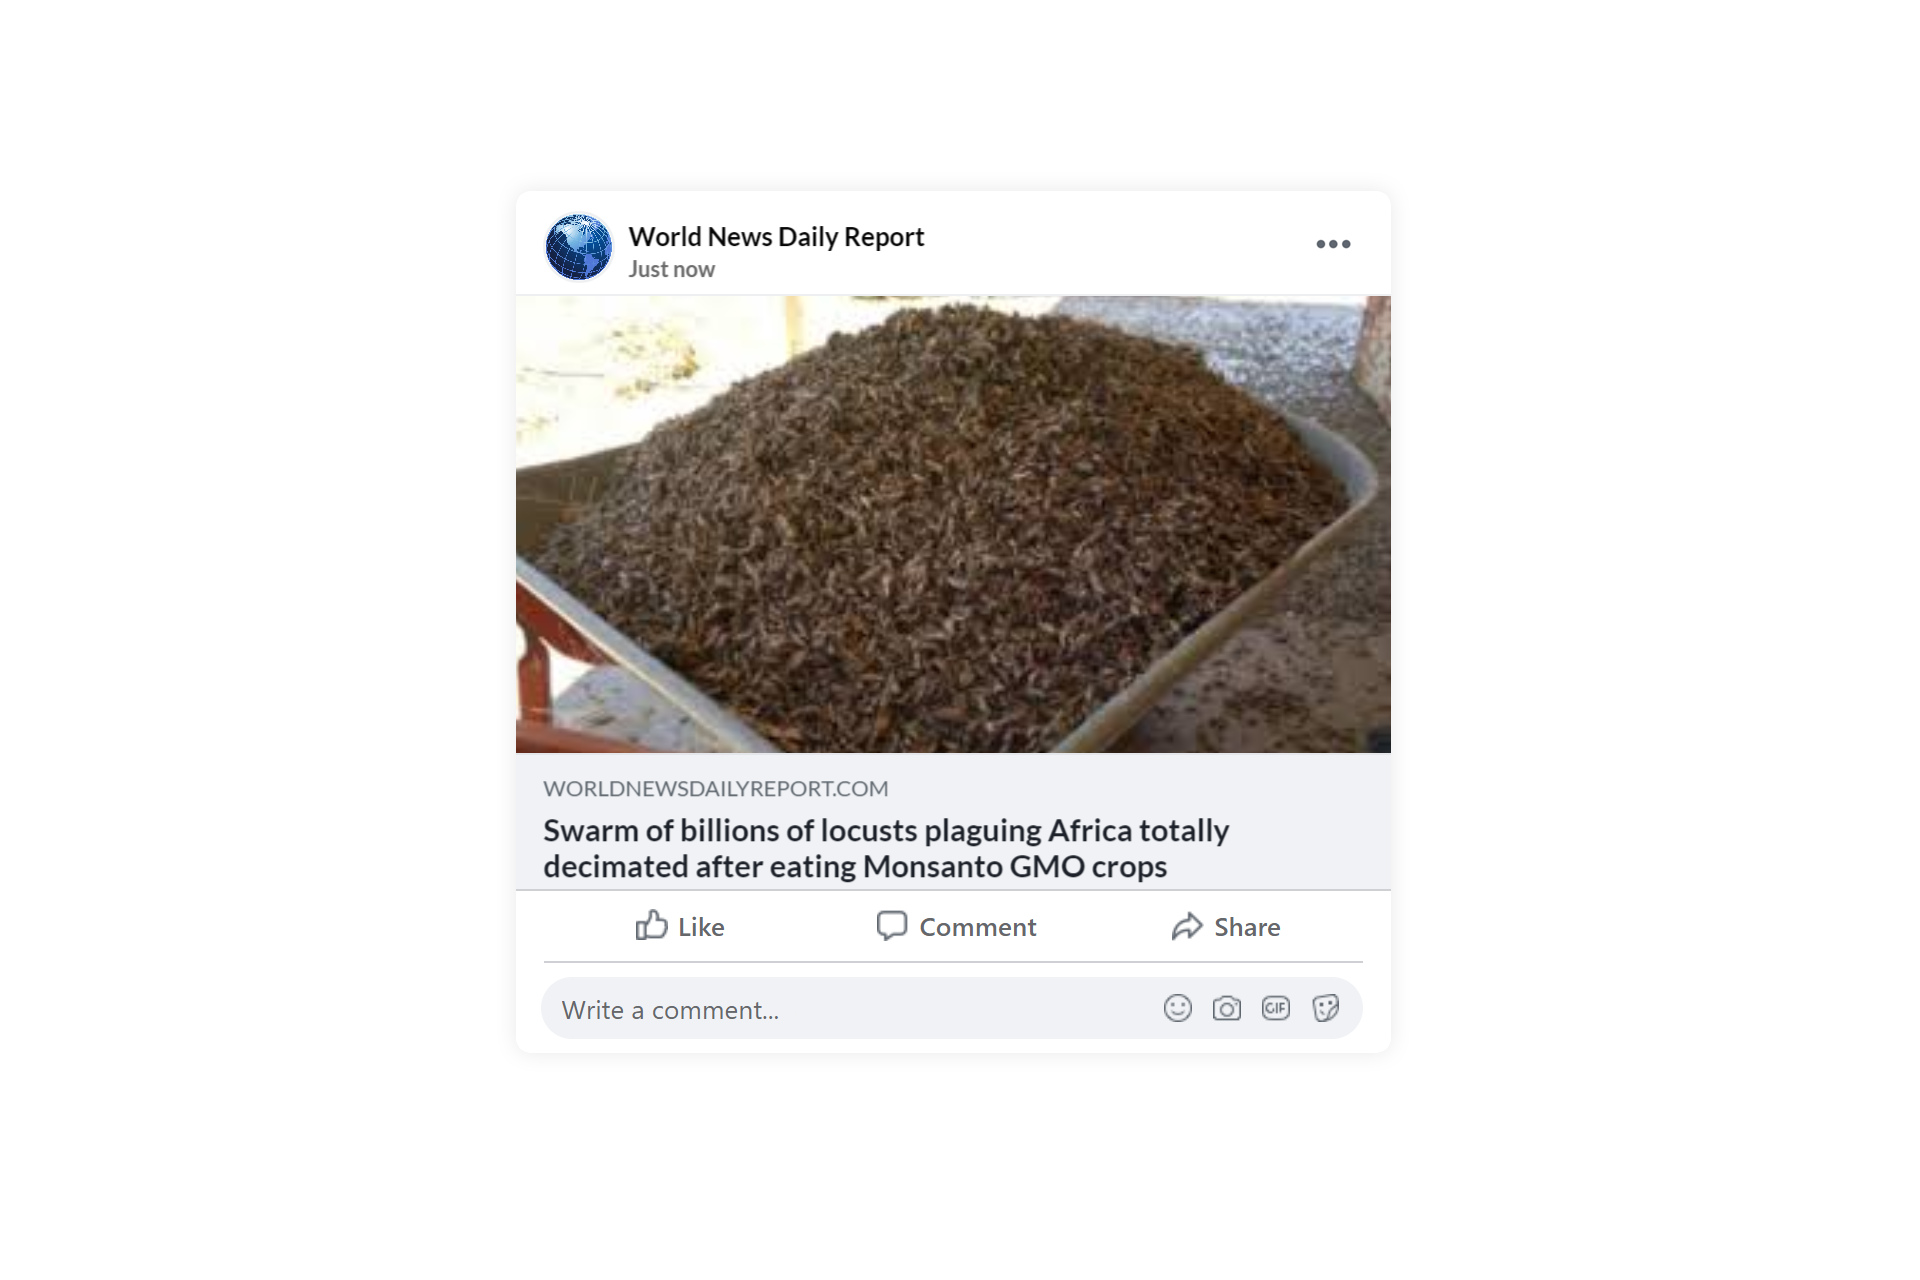 World News Daily Report
Just now
WORLDNEWSDAILYREPORT.COM
Swarm of billions of locusts plaguing Africa totally
decimated after eating Monsanto GMO crops
Like
Comment
Share
Write a comment...
GIF